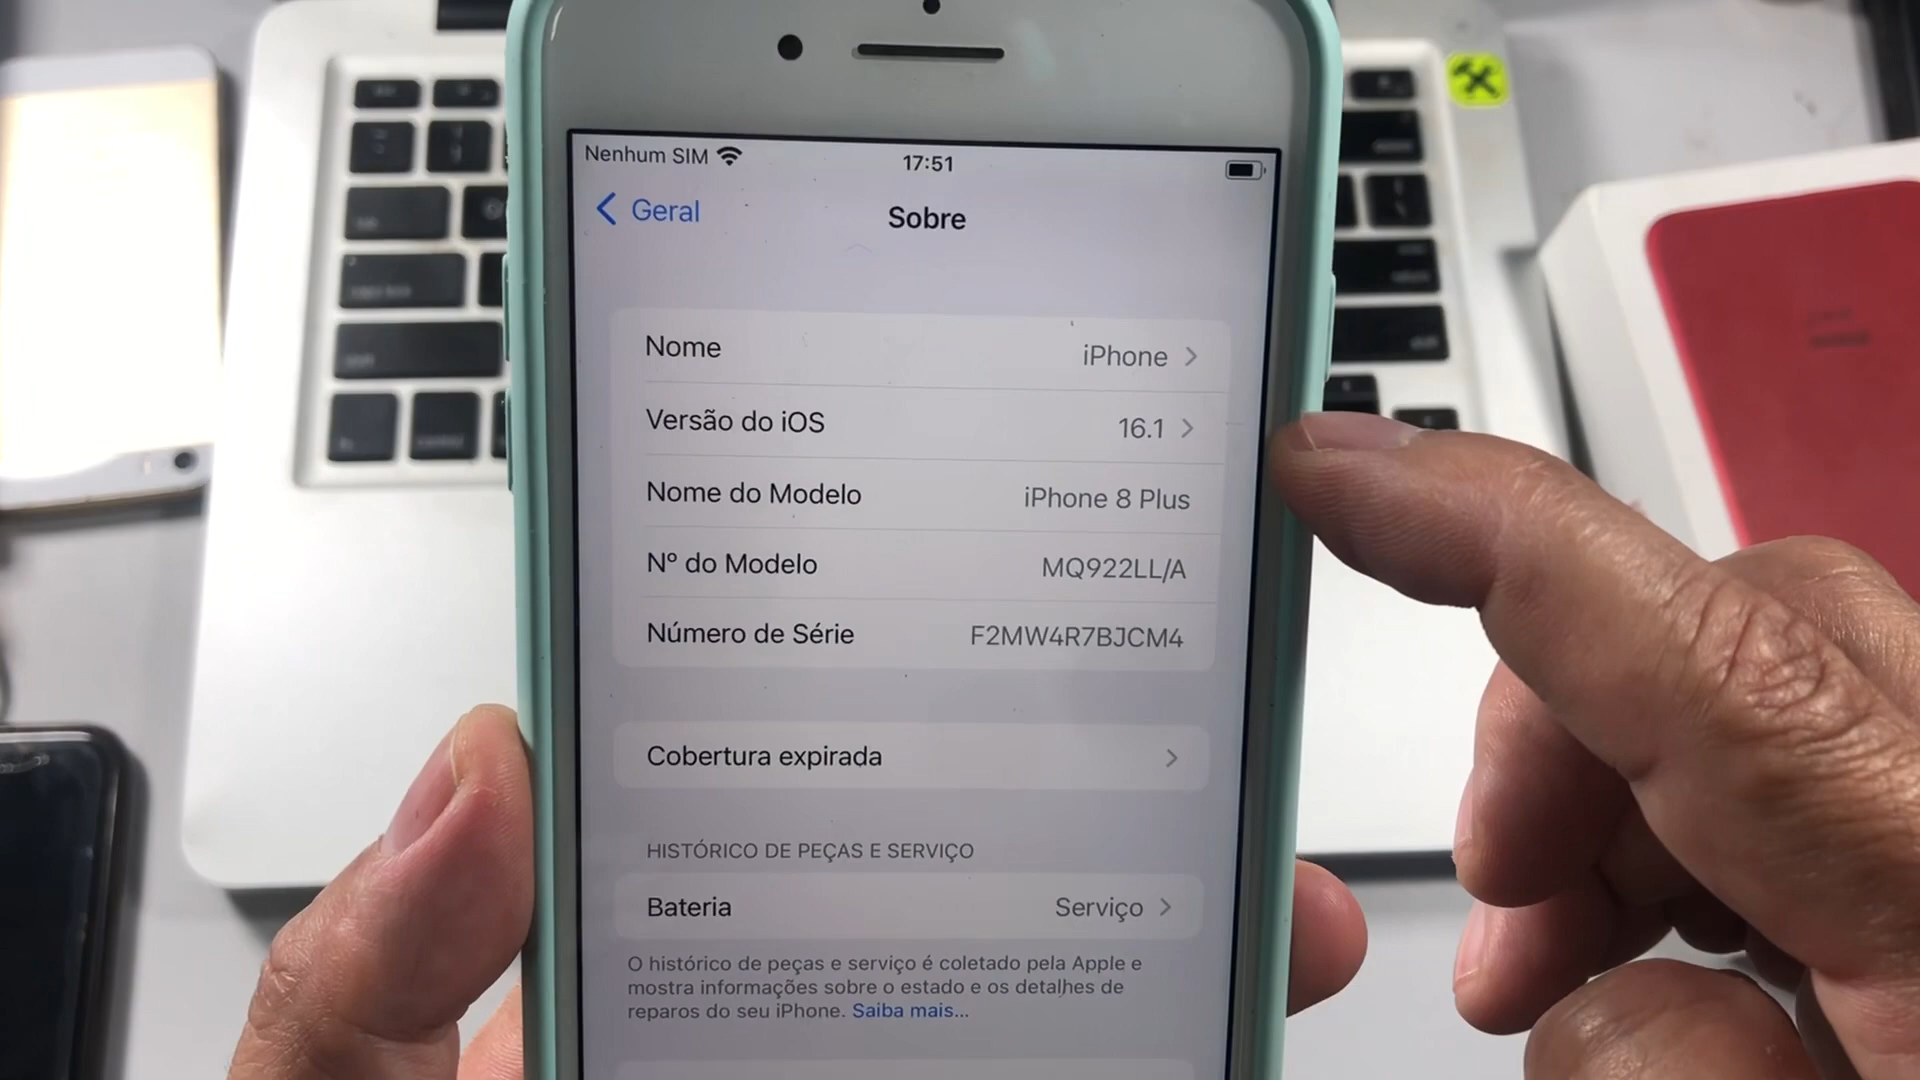 Nenhum SIM
17:51
Geral
Sobre
Nome
iPhone
Versão do iOS
16.1
Nome do Modelo
iPhone 8 Plus
Nº do Modelo
MQ922LL/A
Número de Série
F2MW4R7BJCM4
Cobertura expirada
HISTÓRICO DE PEÇAS E SERVIÇO
Bateria
Serviço
O histórico de peças e serviço é coletado pela Apple e
mostra informações sobre o estado e os detalhes de
reparos do seu iPhone. Saiba mais...